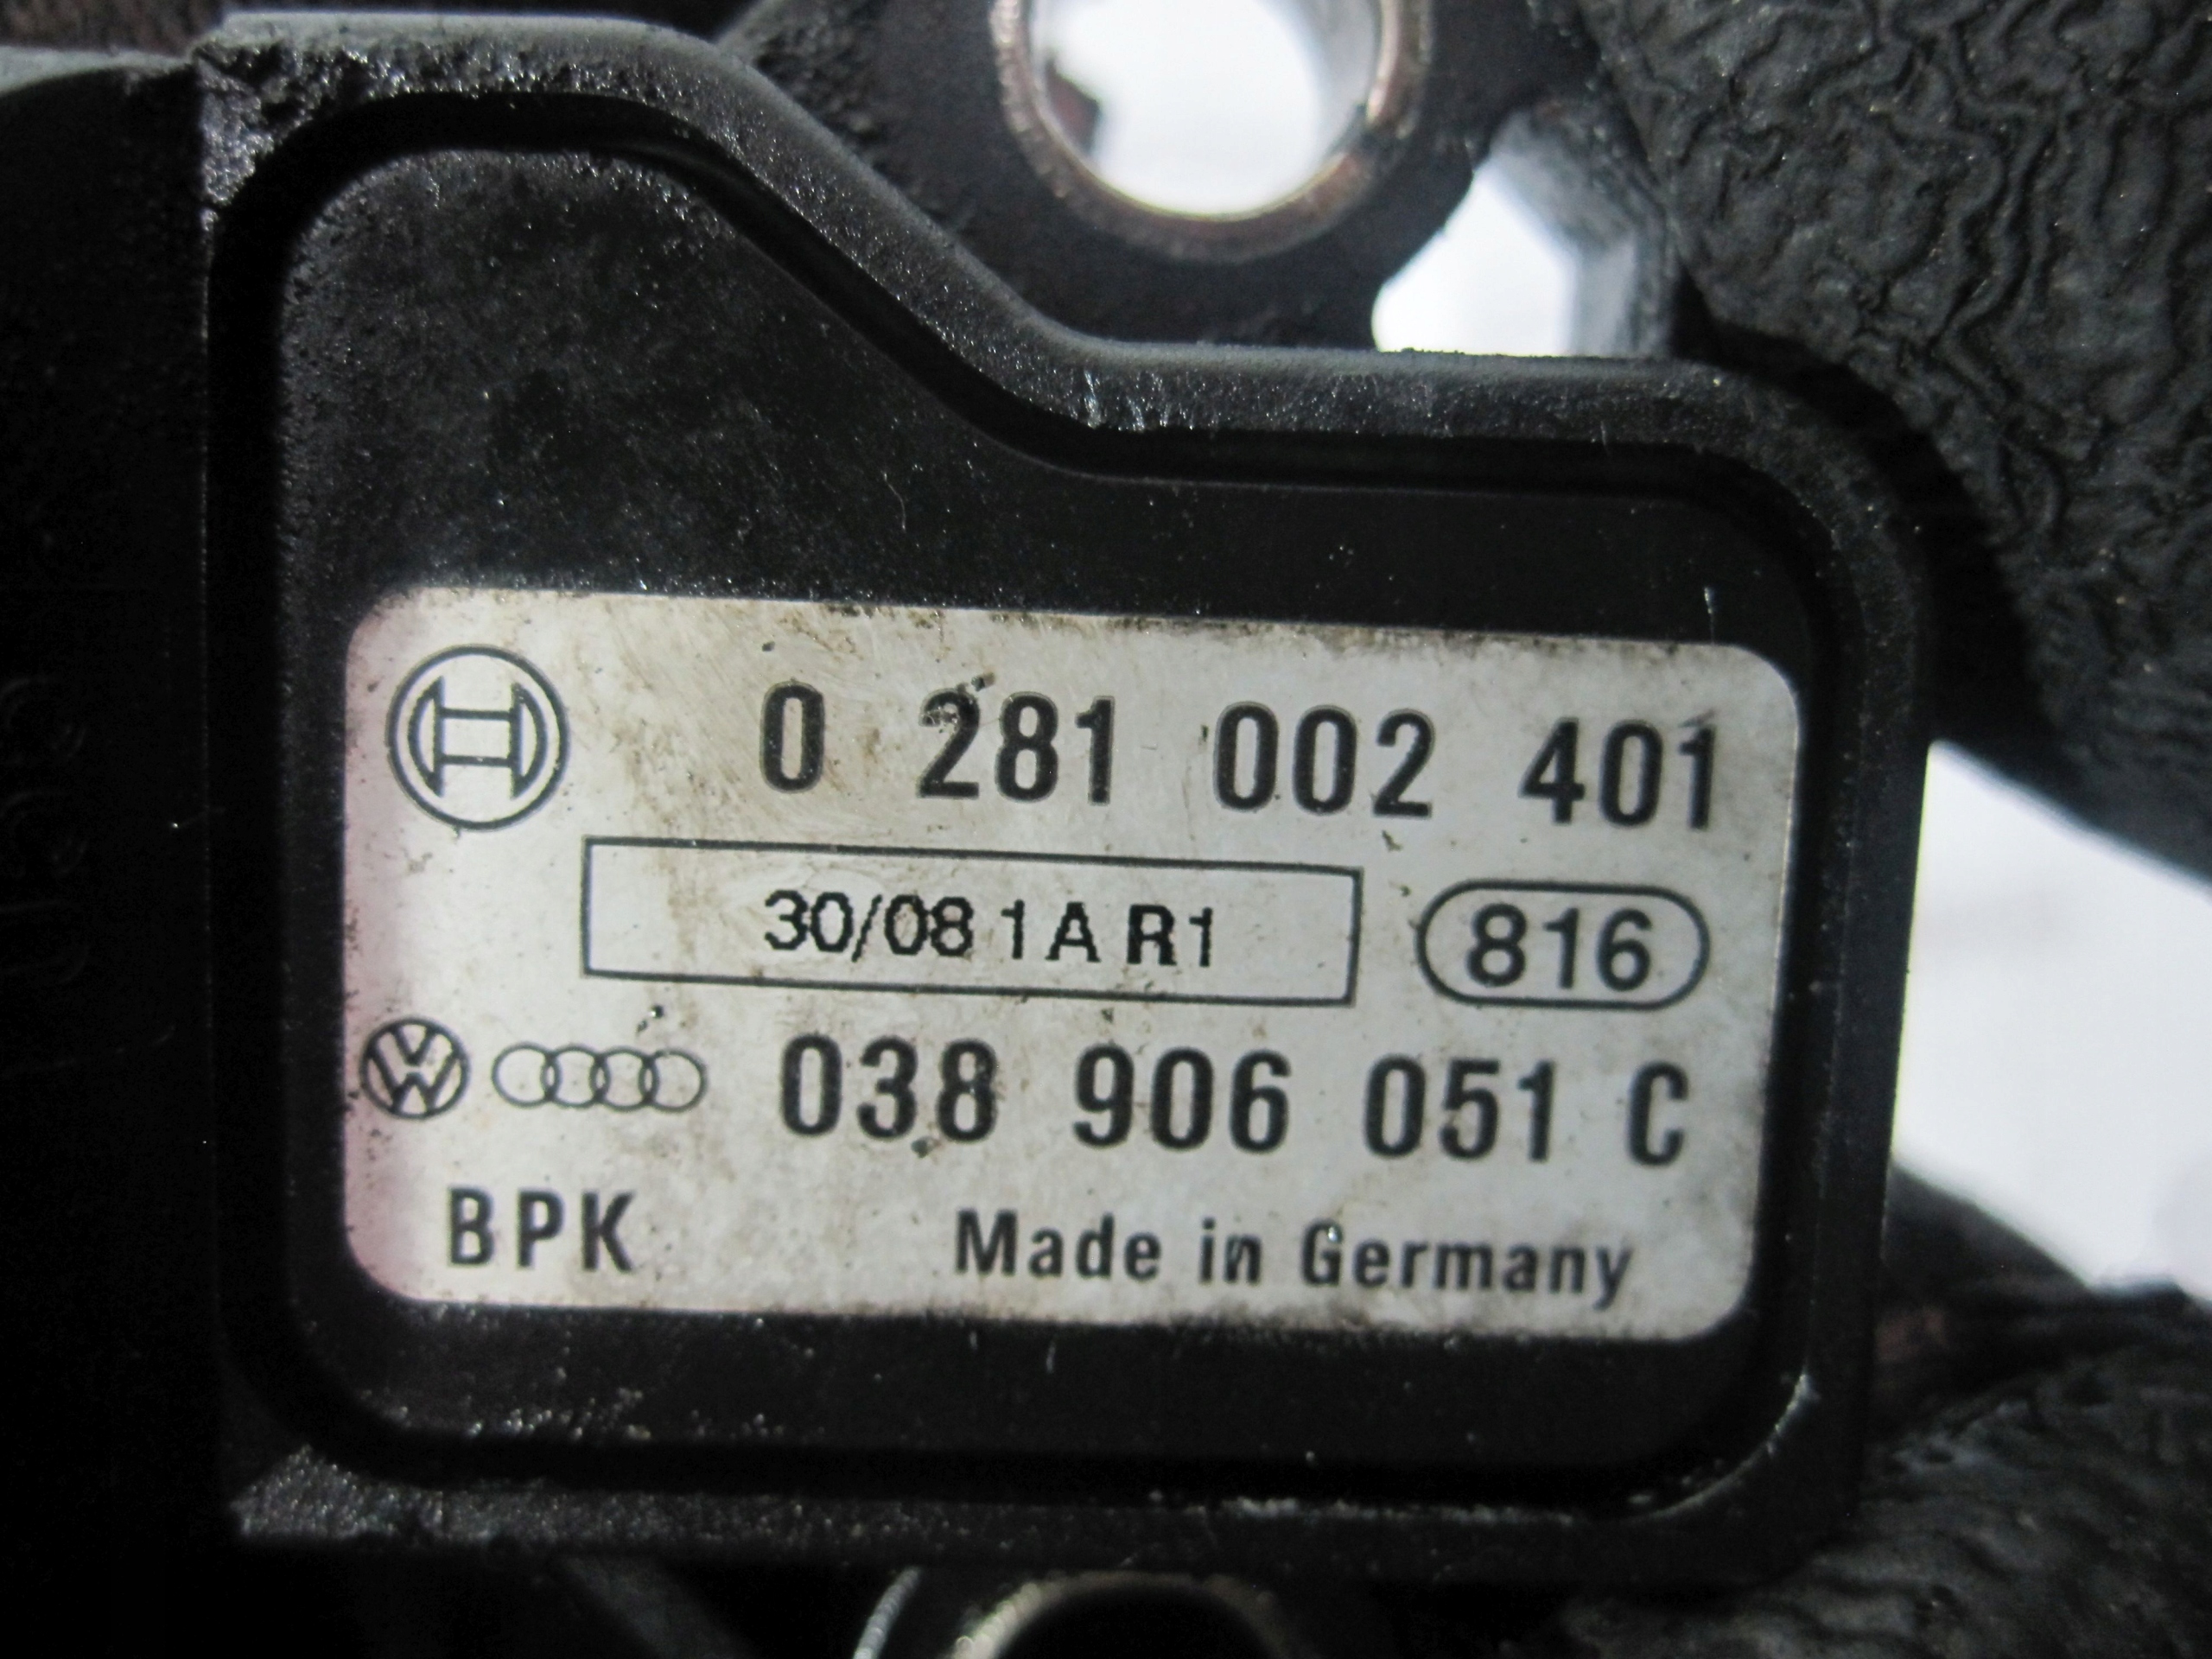 0 281 002 401
30/08 1 A R1 816
038 906 051 C
BPK Made in Germany